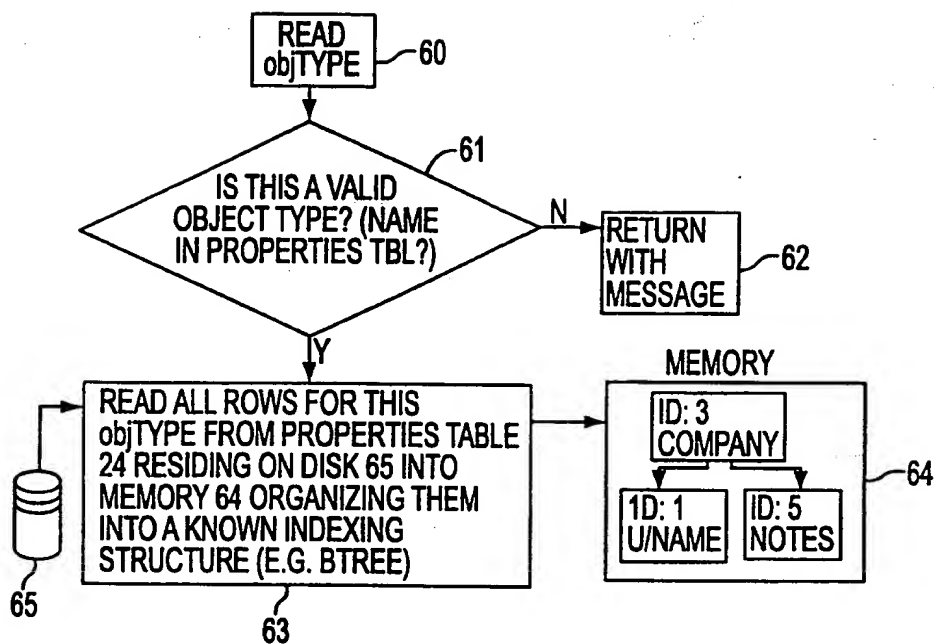 READ
objTYPE
60
61
IS THIS A VALID
OBJECT TYPE? (NAME
IN PROPERTIES TBL?)
N
RETURN
WITH
MESSAGE
62
Y
READ ALL ROWS FOR THIS
objTYPE FROM PROPERTIES TABLE
24 RESIDING ON DISK 65 INTO
MEMORY 64 ORGANIZING THEM
INTO A KNOWN INDEXING
STRUCTURE (E.G. BTREE)
65
63
MEMORY
ID: 3
COMPANY
1D: 1
U/NAME
ID: 5
NOTES
64